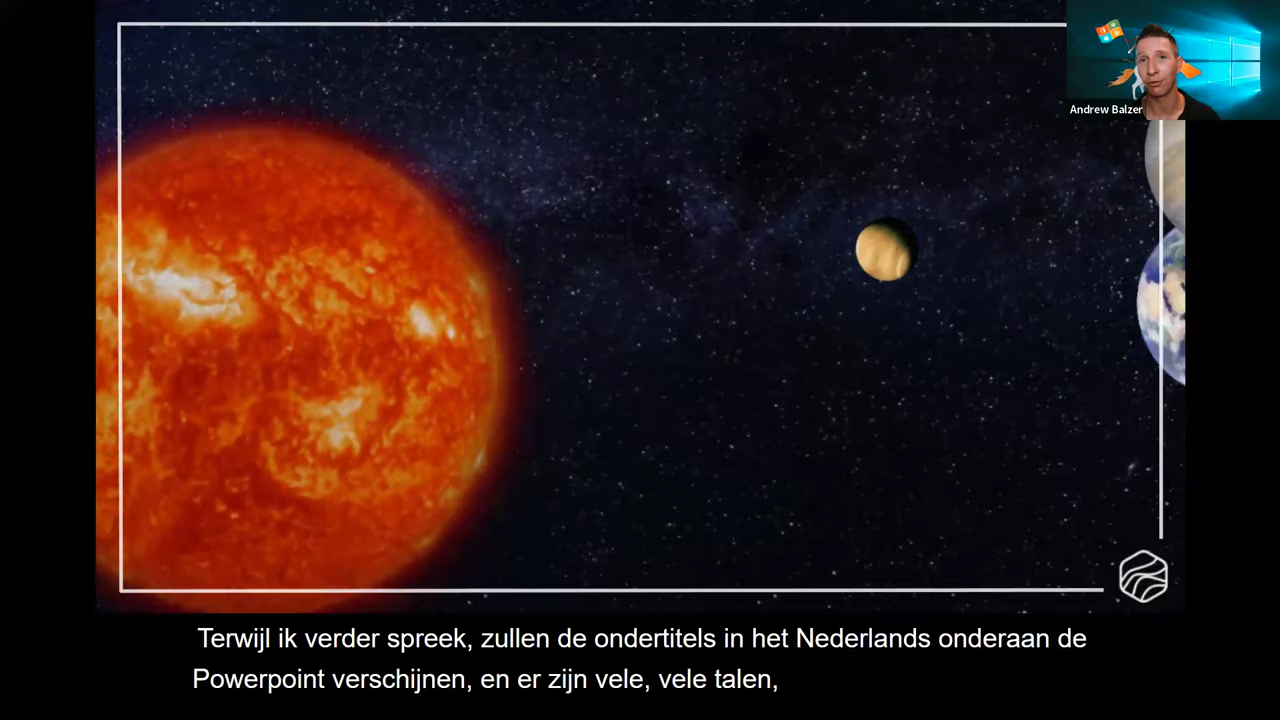 Andrew Balzer
Terwijl ik verder spreek, zullen de ondertitels in het Nederlands onderaan de
Powerpoint verschijnen, en er zijn vele, vele talen,